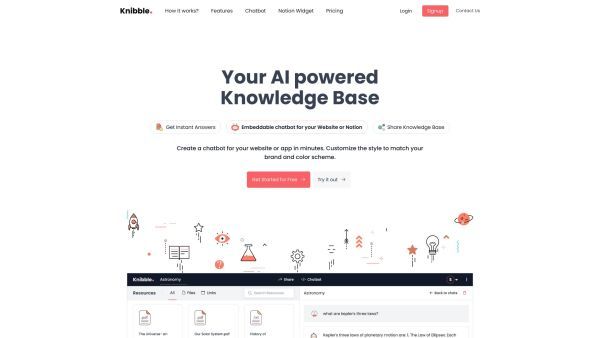 Knibble. How it works? Features Chatbot Notion Widget Pricing Login Signup Contact Us
Your AI powered
Knowledge Base
Get Instant Answers Embeddable chatbot for your Website or Notion Share Knowledge Base
Create a chatbot for your website or app in minutes. Customize the style to match your
brand and color scheme.
Get Started for Free → Try it out →
Knibble. Astronomy Share Chatbot S
Resources All Files Links Search Resources Astronomy ← Back to chats
what are kepler's three laws?
The Universe : an Our Solar System.pdf History of
Kepler's three laws of planetary motion are: 1. The Law of Ellipses: Each